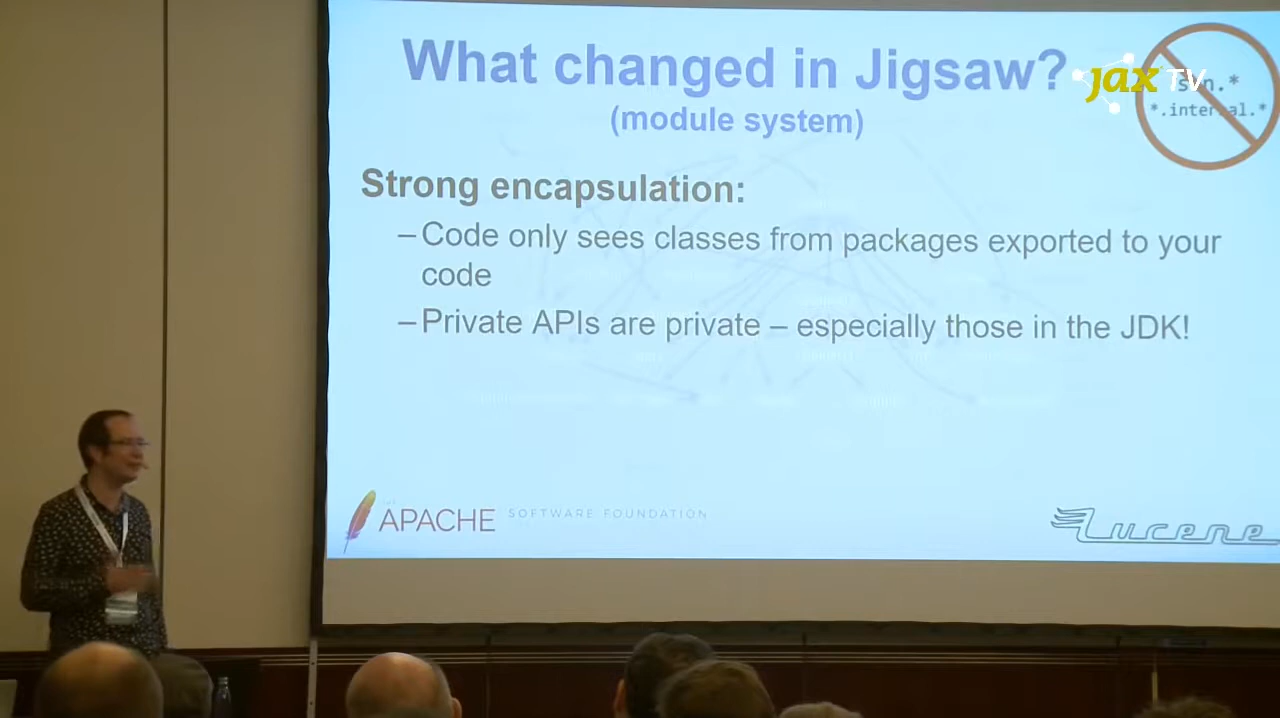 What changed in Jigsaw?
(module system)
jax TV
*.internal.*
Strong encapsulation:
–Code only sees classes from packages exported to your
code
–Private APIs are private – especially those in the JDK!
APACHE
SOFTWARE FOUNDATION
Lucene